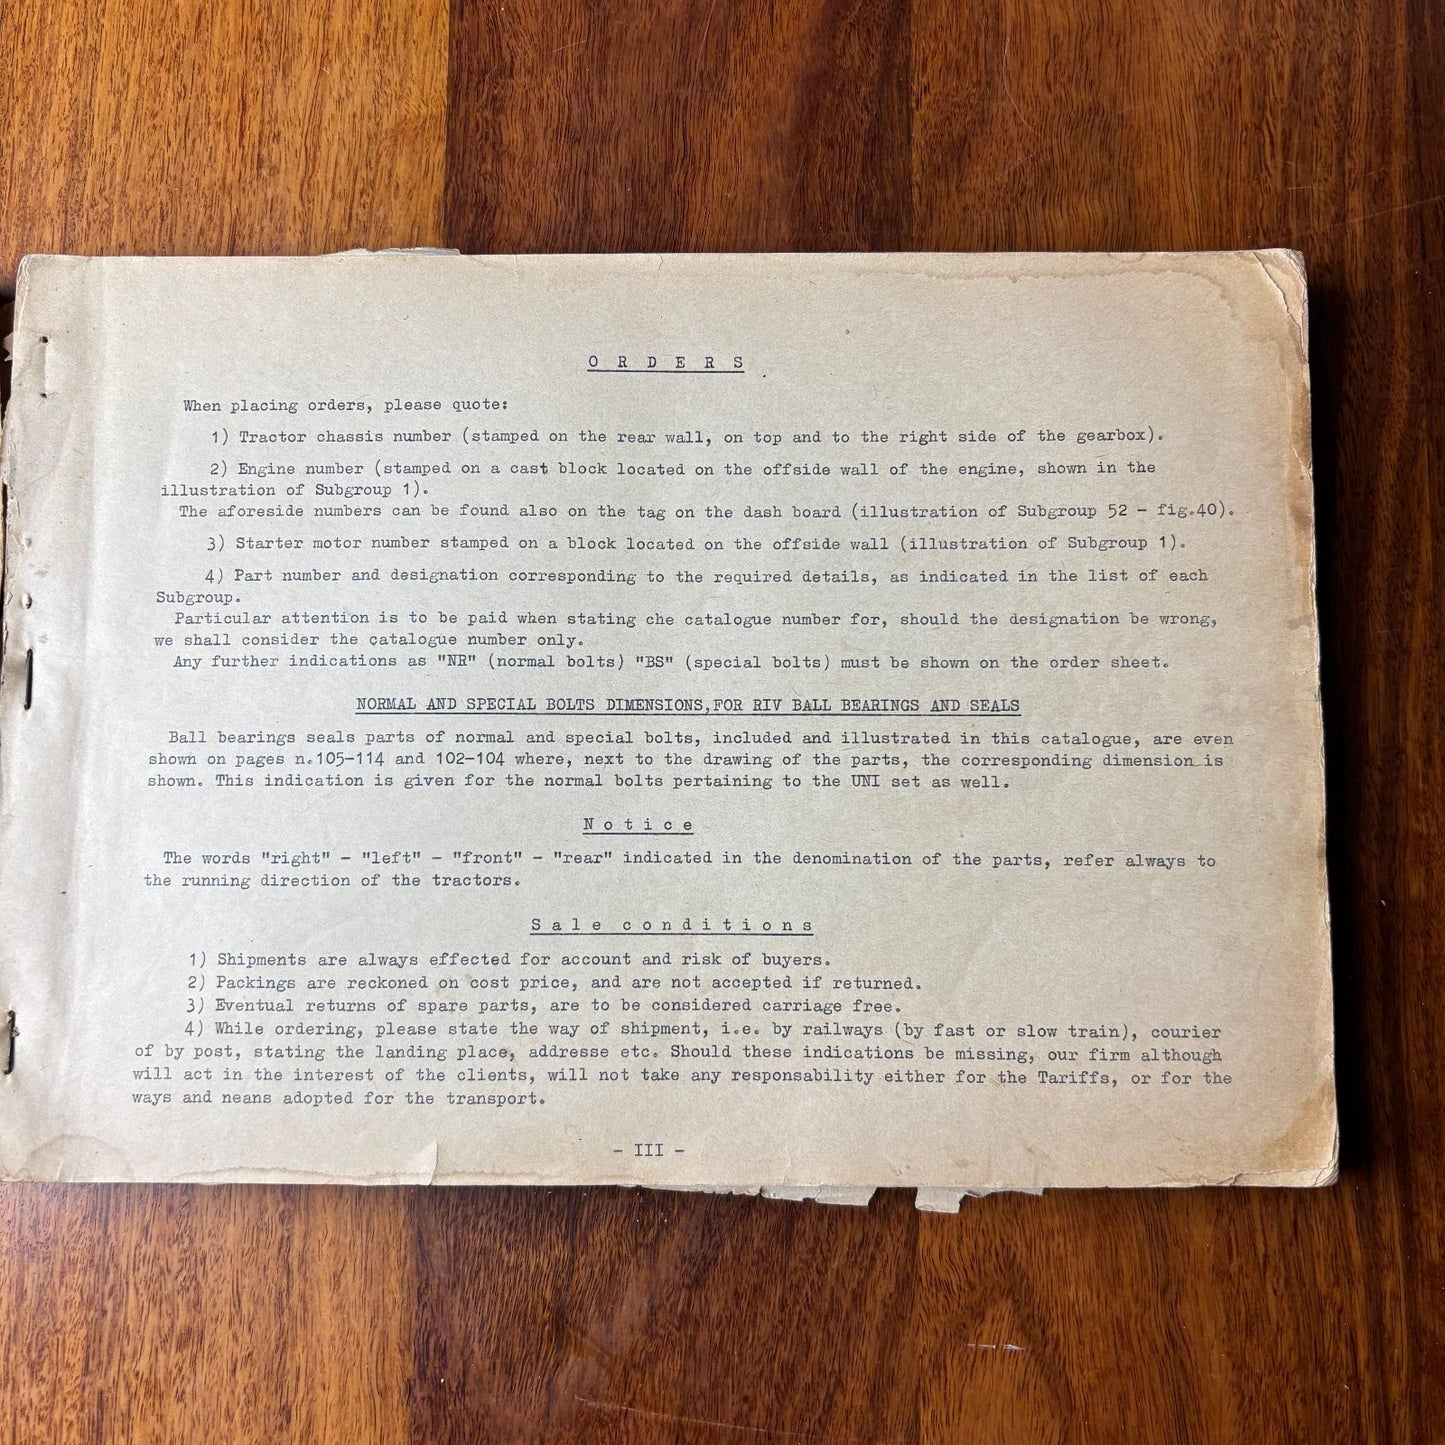 O R D E R S
When placing orders, please quote:
1) Tractor chassis number (stamped on the rear wall, on top and to the right side of the gearbox).
2) Engine number (stamped on a cast block located on the offside wall of the engine, shown in the
illustration of Subgroup 1).
The aforeside numbers can be found also on the tag on the dash board (illustration of Subgroup 52 - fig.40).
3) Starter motor number stamped on a block located on the offside wall (illustration of Subgroup 1).
4) Part number and designation corresponding to the required details, as indicated in the list of each
Subgroup.
Particular attention is to be paid when stating che catalogue number for, should the designation be wrong,
we shall consider the catalogue number only.
Any further indications as "NR" (normal bolts) "BS" (special bolts) must be shown on the order sheet.
NORMAL AND SPECIAL BOLTS DIMENSIONS,FOR RIV BALL BEARINGS AND SEALS
Ball bearings seals parts of normal and special bolts, included and illustrated in this catalogue, are even
shown on pages n.105-114 and 102-104 where, next to the drawing of the parts, the corresponding dimension is
shown. This indication is given for the normal bolts pertaining to the UNI set as well.
N o t i c e
The words "right" - "left" - "front" - "rear" indicated in the denomination of the parts, refer always to
the running direction of the tractors.
S a l e  c o n d i t i o n s
1) Shipments are always effected for account and risk of buyers.
2) Packings are reckoned on cost price, and are not accepted if returned.
3) Eventual returns of spare parts, are to be considered carriage free.
4) While ordering, please state the way of shipment, i.e. by railways (by fast or slow train), courier
of by post, stating the landing place, addresse etc. Should these indications be missing, our firm although
will act in the interest of the clients, will not take any responsability either for the Tariffs, or for the
ways and neans adopted for the transport.
- III -